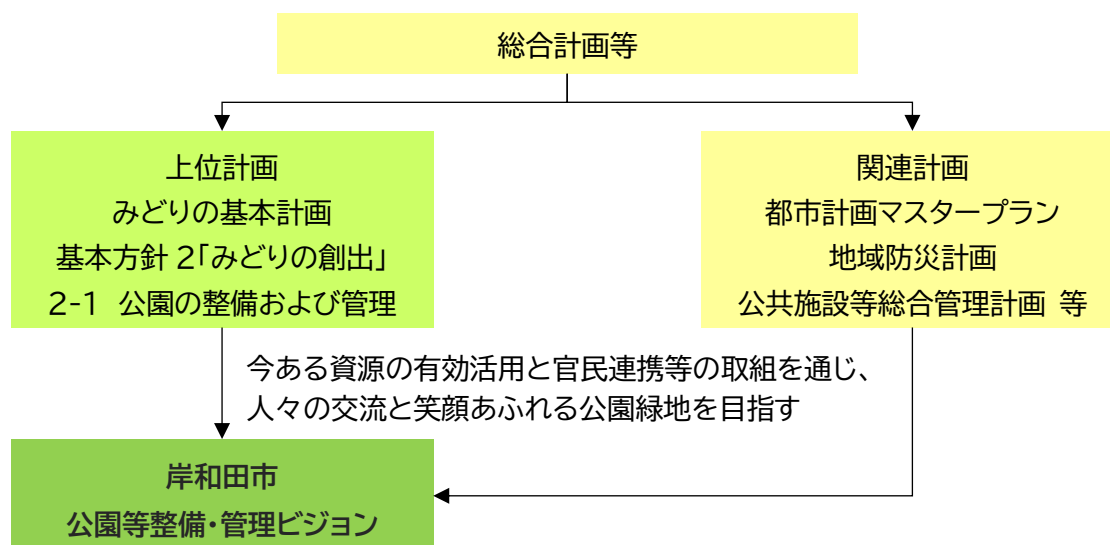 総合計画等
上位計画
みどりの基本計画
基本方針 2「みどりの創出」
2-1 公園の整備および管理
関連計画
都市計画マスタープラン
地域防災計画
公共施設等総合管理計画 等
今ある資源の有効活用と官民連携等の取組を通じ、
人々の交流と笑顔あふれる公園緑地を目指す
岸和田市
公園等整備・管理ビジョン